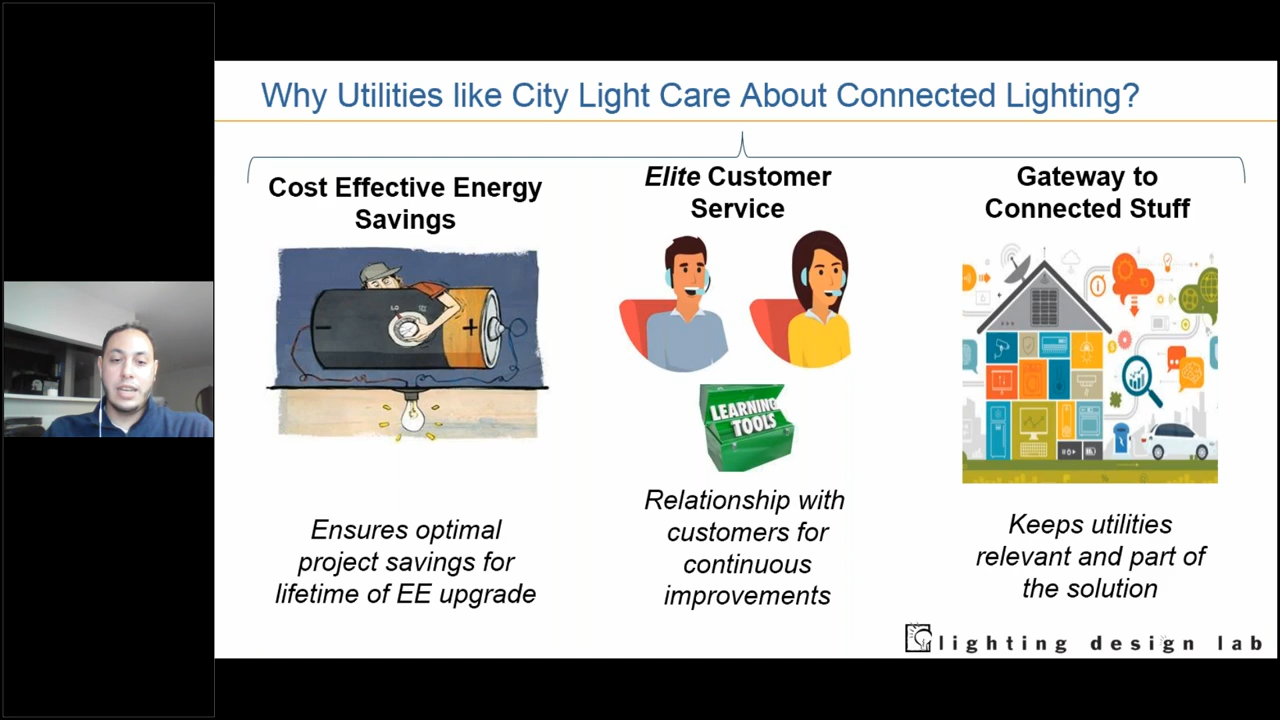 Why Utilities like City Light Care About Connected Lighting?
Cost Effective Energy
Savings
LO
Ensures optimal
project savings for
lifetime of EE upgrade
Elite Customer
Service
LEARNING
TOOLS
Relationship with
customers for
continuous
improvements
Gateway to
Connected Stuff
Keeps utilities
relevant and part of
the solution
lighting design lab